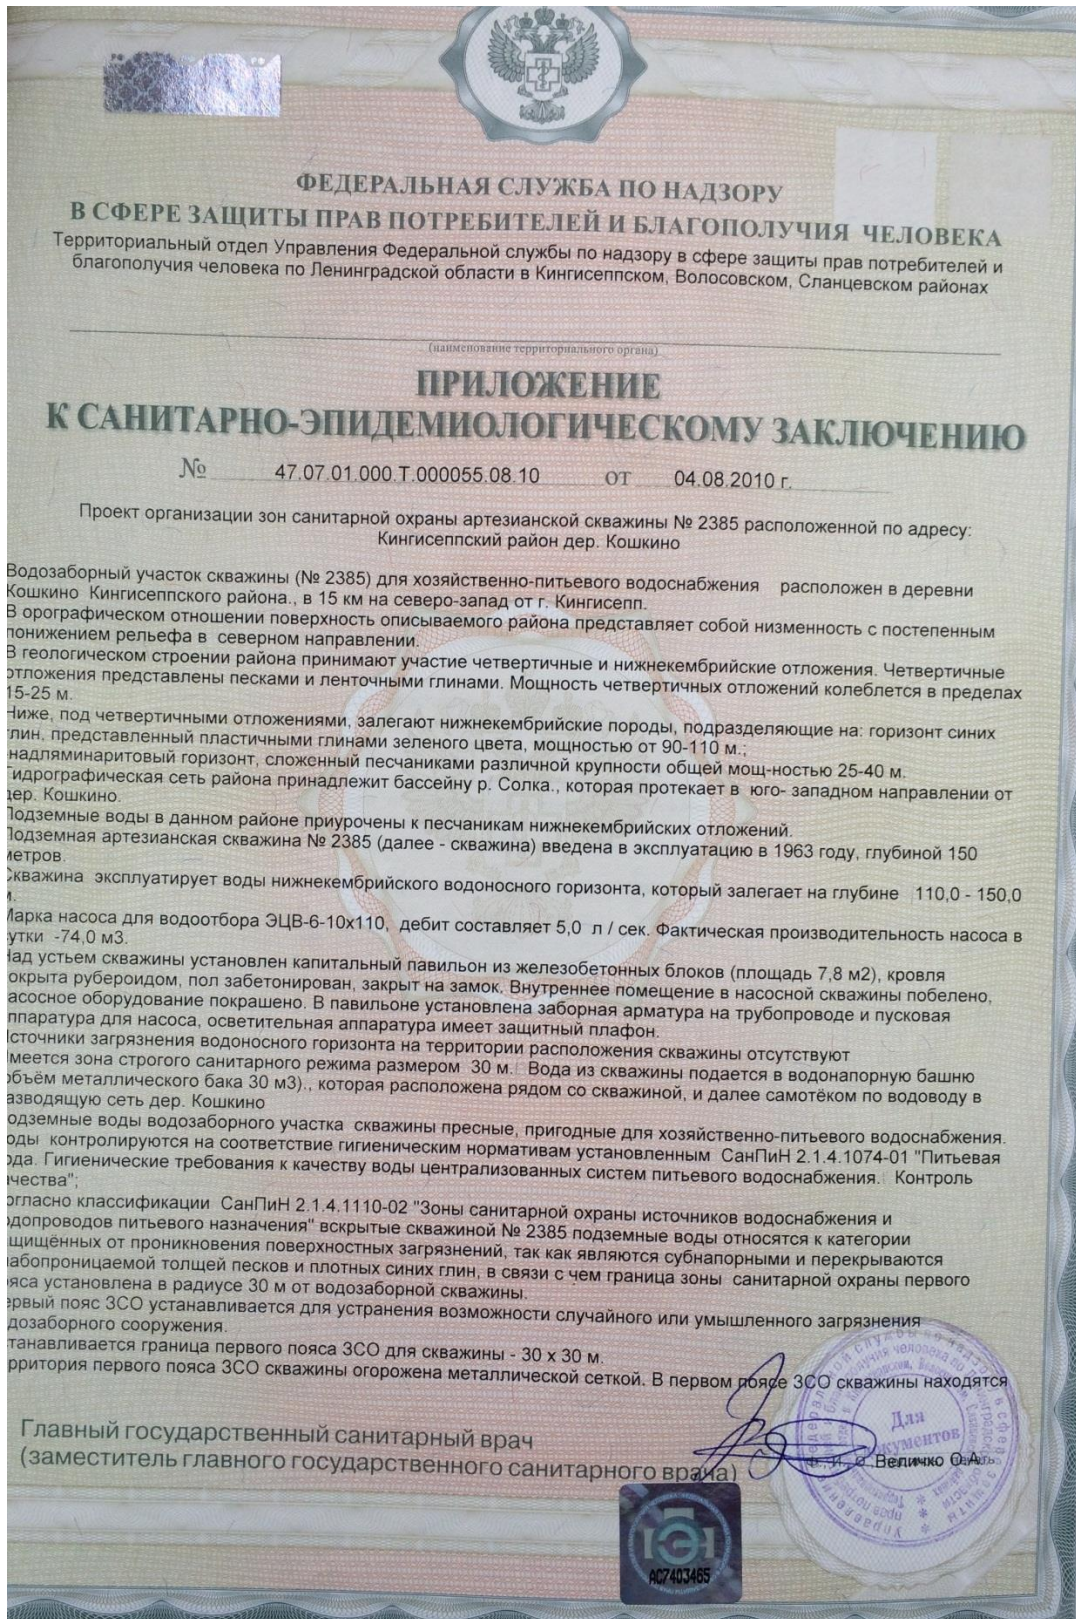 ФЕДЕРАЛЬНАЯ СЛУЖБА ПО НАДЗОРУ
В СФЕРЕ ЗАЩИТЫ ПРАВ ПОТРЕБИТЕЛЕЙ И БЛАГОПОЛУЧИЯ ЧЕЛОВЕКА
Территориальный отдел Управления Федеральной службы по надзору в сфере защиты прав потребителей и
благополучия человека по Ленинградской области в Кингисеппском, Волосовском, Сланцевском районах
(наименование территориального органа)
ПРИЛОЖЕНИЕ
К САНИТАРНО-ЭПИДЕМИОЛОГИЧЕСКОМУ ЗАКЛЮЧЕНИЮ
№ 47.07.01.000.Т.000055.08.10 от 04.08.2010 г.
Проект организации зон санитарной охраны артезианской скважины № 2385 расположенной по адресу:
Кингисеппский район дер. Кошкино
Водозаборный участок скважины (№ 2385) для хозяйственно-питьевого водоснабжения расположен в деревни
Кошкино Кингисеппского района., в 15 км на северо-запад от г. Кингисепп.
В орографическом отношении поверхность описываемого района представляет собой низменность с постепенным
понижением рельефа в северном направлении.
В геологическом строении района принимают участие четвертичные и нижнекембрийские отложения. Четвертичные
отложения представлены песками и ленточными глинами. Мощность четвертичных отложений колеблется в пределах
15-25 м.
Ниже, под четвертичными отложениями, залегают нижнекембрийские породы, подразделяющие на: горизонт синих
глин, представленный пластичными глинами зеленого цвета, мощностью от 90-110 м.;
надляминаритовый горизонт, сложенный песчаниками различной крупности общей мощ-ностью 25-40 м.
идрографическая сеть района принадлежит бассейну р. Солка., которая протекает в юго- западном направлении от
дер. Кошкино.
Подземные воды в данном районе приурочены к песчаникам нижнекембрийских отложений.
Подземная артезианская скважина № 2385 (далее - скважина) введена в эксплуатацию в 1963 году, глубиной 150
метров.
Скважина эксплуатирует воды нижнекембрийского водоносного горизонта, который залегает на глубине 110,0 - 150,0
м.
Марка насоса для водоотбора ЭЦВ-6-10х110, дебит составляет 5,0 л / сек. Фактическая производительность насоса в
сутки -74,0 м3.
Над устьем скважины установлен капитальный павильон из железобетонных блоков (площадь 7,8 м2), кровля
окрыта рубероидом, пол забетонирован, закрыт на замок. Внутреннее помещение в насосной скважины побелено,
асосное оборудование покрашено. В павильоне установлена заборная арматура на трубопроводе и пусковая
ппаратура для насоса, осветительная аппаратура имеет защитный плафон.
Источники загрязнения водоносного горизонта на территории расположения скважины отсутствуют
меется зона строгого санитарного режима размером 30 м. Вода из скважины подается в водонапорную башню
объём металлического бака 30 м3)., которая расположена рядом со скважиной, и далее самотёком по водоводу в
азводящую сеть дер. Кошкино
одземные воды водозаборного участка скважины пресные, пригодные для хозяйственно-питьевого водоснабжения.
оды контролируются на соответствие гигиеническим нормативам установленным СанПиН 2.1.4.1074-01 "Питьевая
ода. Гигиенические требования к качеству воды централизованных систем питьевого водоснабжения. Контроль
ачества";
огласно классификации СанПиН 2.1.4.1110-02 "Зоны санитарной охраны источников водоснабжения и
одопроводов питьевого назначения" вскрытые скважиной № 2385 подземные воды относятся к категории
ащищённых от проникновения поверхностных загрязнений, так как являются субнапорными и перекрываются
лабопроницаемой толщей песков и плотных синих глин, в связи с чем граница зоны санитарной охраны первого
ояса установлена в радиусе 30 м от водозаборной скважины.
ервый пояс ЗСО устанавливается для устранения возможности случайного или умышленного загрязнения
дозаборного сооружения.
станавливается граница первого пояса ЗСО для скважины - 30 х 30 м.
рритория первого пояса ЗСО скважины огорожена металлической сеткой. В первом поясе ЗСО скважины находятся
Главный государственный санитарный врач
(заместитель главного государственного санитарного врача)
Величко О.А.
Для
документов
АС7403465